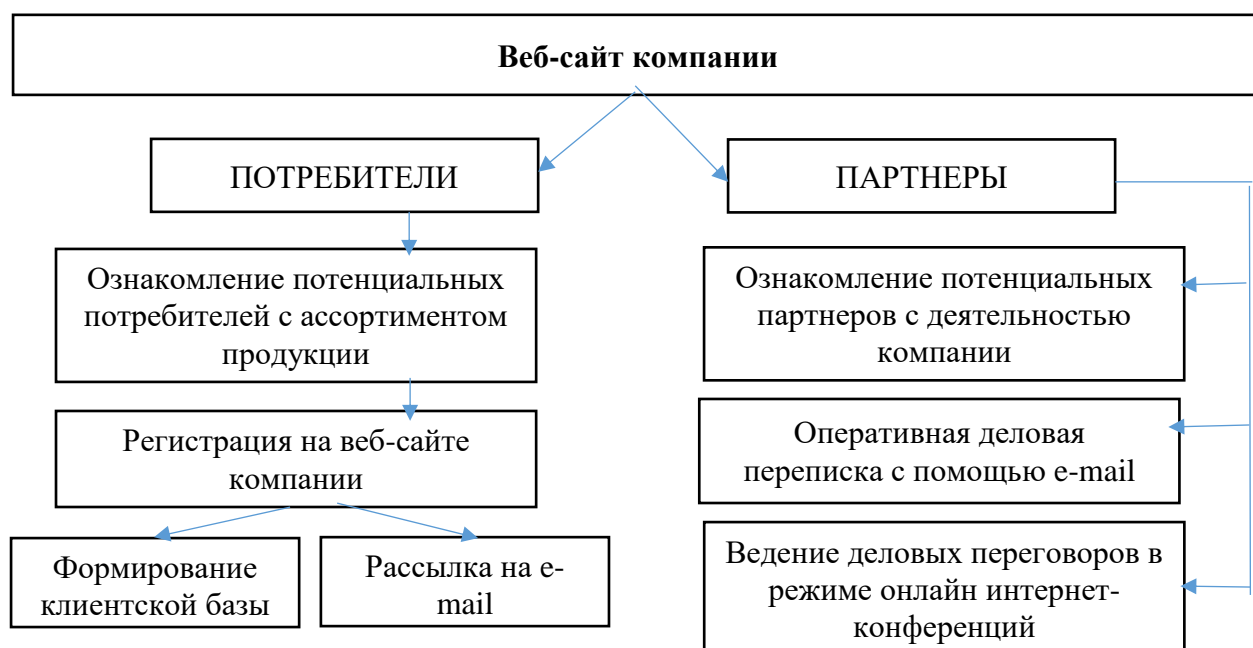 Веб-сайт компании
ПОТРЕБИТЕЛИ
ПАРТНЕРЫ
Ознакомление потенциальных
потребителей с ассортиментом
продукции
Ознакомление потенциальных
партнеров с деятельностью
компании
Регистрация на веб-сайте
компании
Оперативная деловая
переписка с помощью e-mail
Формирование
клиентской базы
Рассылка на e-
mail
Ведение деловых переговоров в
режиме онлайн интернет-
конференций